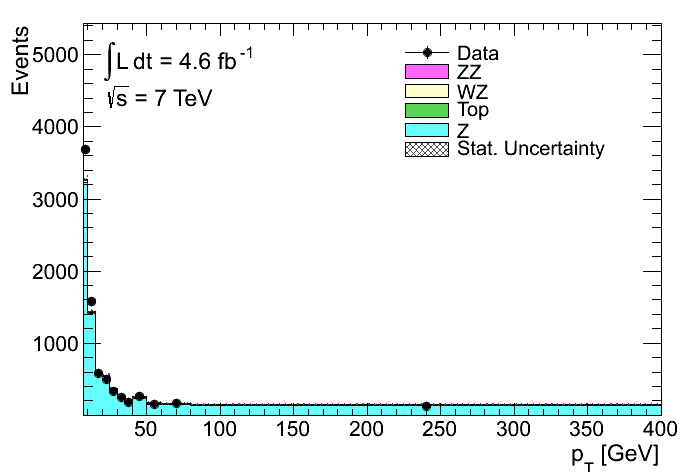 Events
5000
4000
3000
2000
1000
∫L dt = 4.6 fb⁻¹
√s = 7 TeV
Data
ZZ
WZ
Top
Z
Stat. Uncertainty
50 100 150 200 250 300 350 400
p_T [GeV]